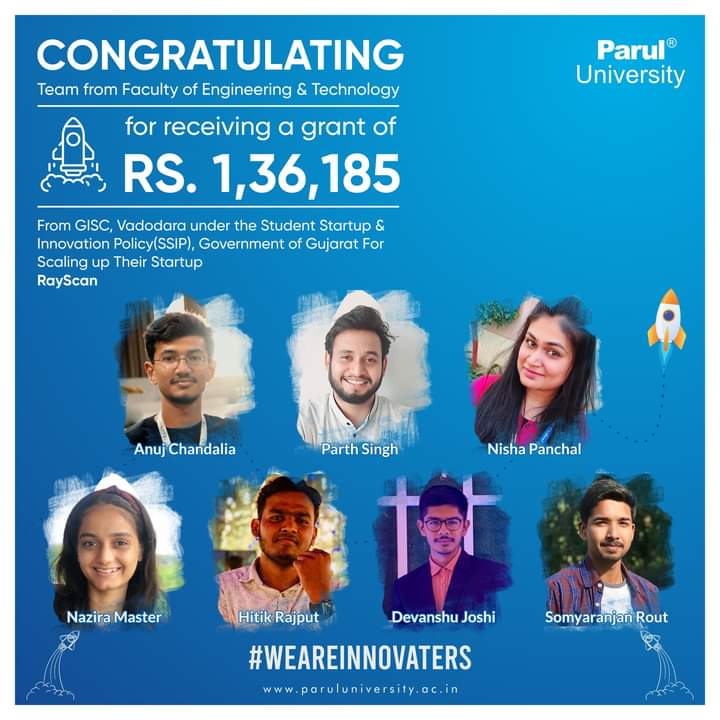 CONGRATULATING
Team from Faculty of Engineering & Technology
for receiving a grant of
RS. 1,36,185
From GISC, Vadodara under the Student Startup &
Innovation Policy(SSIP), Government of Gujarat For
Scaling up Their Startup
RayScan
Parul®
University
Anuj Chandalia
Parth Singh
Nisha Panchal
Nazira Master
Hitik Rajput
Devanshu Joshi
Somyaranjan Rout
#WEAREINNOVATERS
www.paruluniversity.ac.in